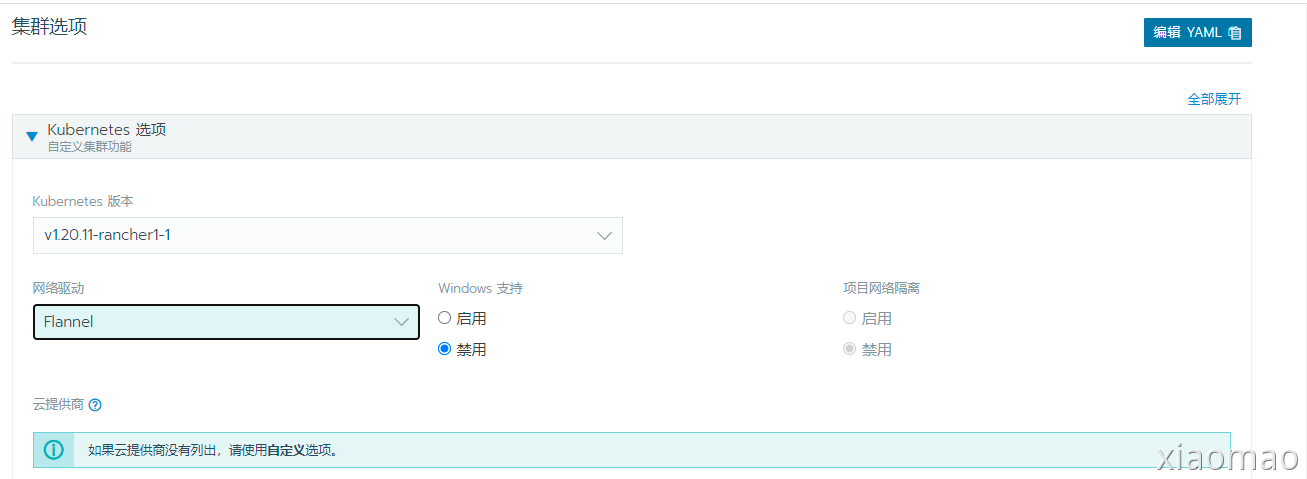 集群选项
编辑 YAML
全部展开
Kubernetes 选项
自定义集群功能
Kubernetes 版本
v1.20.11-rancher1-1
网络驱动
Windows 支持
项目网络隔离
Flannel
启用
启用
禁用
禁用
云提供商
如果云提供商没有列出，请使用自定义选项。
xiaomao